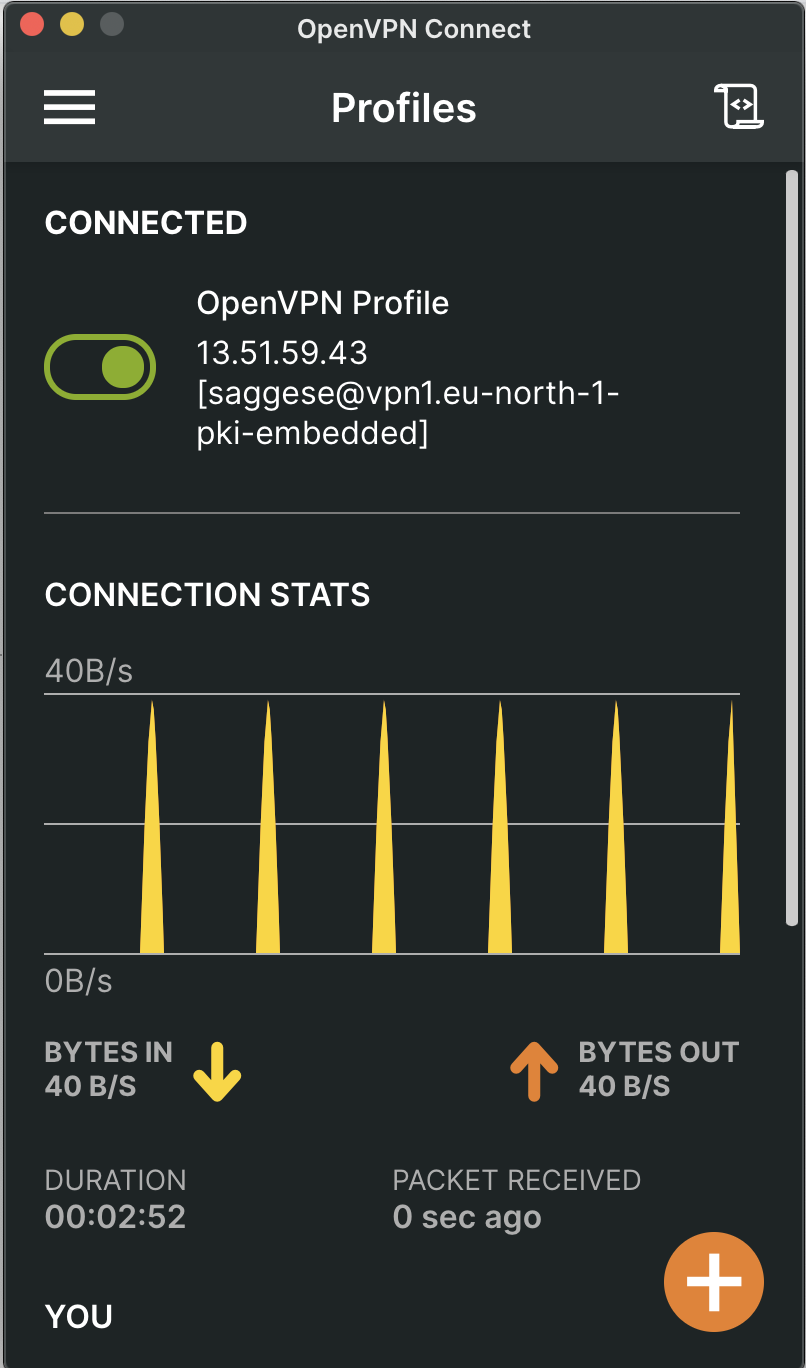 OpenVPN Connect
Profiles
CONNECTED
OpenVPN Profile
13.51.59.43
[saggese@vpn1.eu-north-1-
pki-embedded]
CONNECTION STATS
40B/s
0B/s
BYTES IN
40 B/S
BYTES OUT
40 B/S
DURATION
00:02:52
PACKET RECEIVED
0 sec ago
YOU